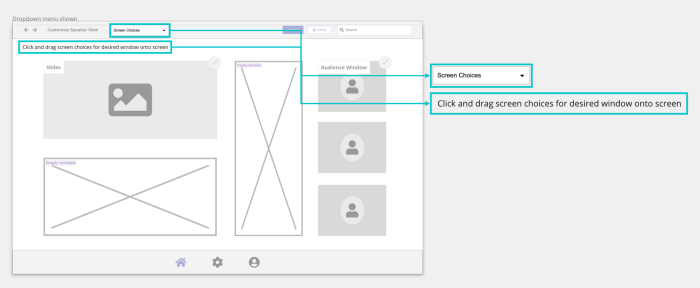 Dropdown menu shown
Customise Speaker View
Screen Choices
Search
Click and drag screen choices for desired window onto screen
Slides
Empty window
Audience Window
Screen Choices
Click and drag screen choices for desired window onto screen
Empty window